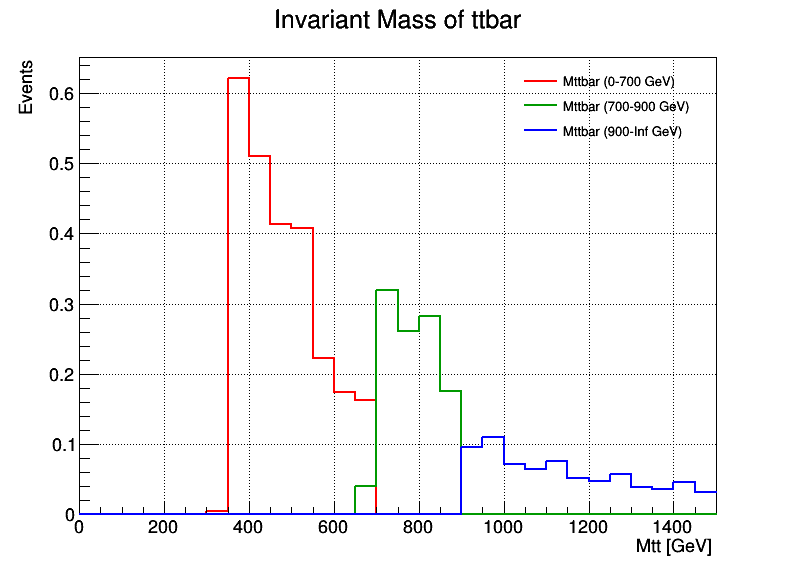 Invariant Mass of ttbar
Events
Mttbar (0-700 GeV)
Mttbar (700-900 GeV)
Mttbar (900-Inf GeV)
0.6
0.5
0.4
0.3
0.2
0.1
0
0 200 400 600 800 1000 1200 1400
Mtt [GeV]